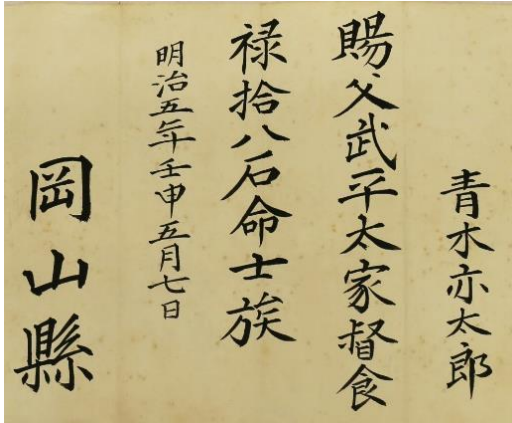 青木亦太郎
賜父武平太家督食
禄拾八石命士族
明治五年壬申五月七日
岡山縣